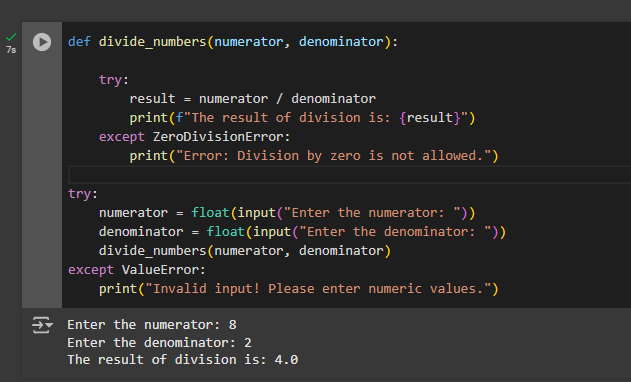 def divide_numbers(numerator, denominator):
try:
result = numerator / denominator
print(f"The result of division is: {result}")
except ZeroDivisionError:
print("Error: Division by zero is not allowed.")
try:
numerator = float(input("Enter the numerator: "))
denominator = float(input("Enter the denominator: "))
divide_numbers(numerator, denominator)
except ValueError:
print("Invalid input! Please enter numeric values.")
7s
Enter the numerator: 8
Enter the denominator: 2
The result of division is: 4.0